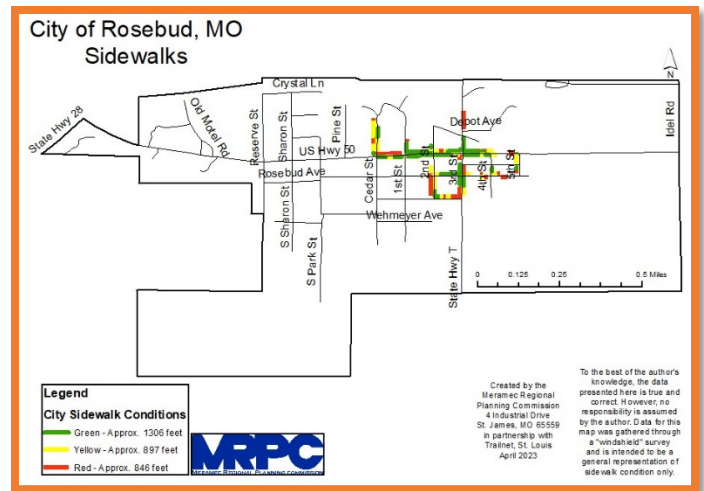 City of Rosebud, MO
Sidewalks
N
Crystal Ln
State Hwy 28
Old Motel Rd
Reserve St
Sharon St
Pine St
Depot Ave
Idel Rd
US Hwy 50
Rosebud Ave
Cedar St
1st St
2nd St
3rd St
4th St
5th St
S Sharon St
S Park St
Wehmeyer Ave
State Hwy T
0 0.125 0.25 0.5 Miles
Legend
City Sidewalk Conditions
Green - Approx. 1306 feet
Yellow - Approx. 897 feet
Red - Approx. 846 feet
MRPC
MERAMEC REGIONAL PLANNING COMMISSION
Created by the
Meramec Regional
Planning Commission
4 Industrial Drive
St. James, MO 65559
in partnership with
Trailnet, St. Louis
April 2023
To the best of the author's
knowledge, the data
presented here is true and
correct. However, no
responsibility is assumed
by the author. Data for this
map was gathered through
a "windshield" survey
and is intended to be a
general representation of
sidewalk condition only.